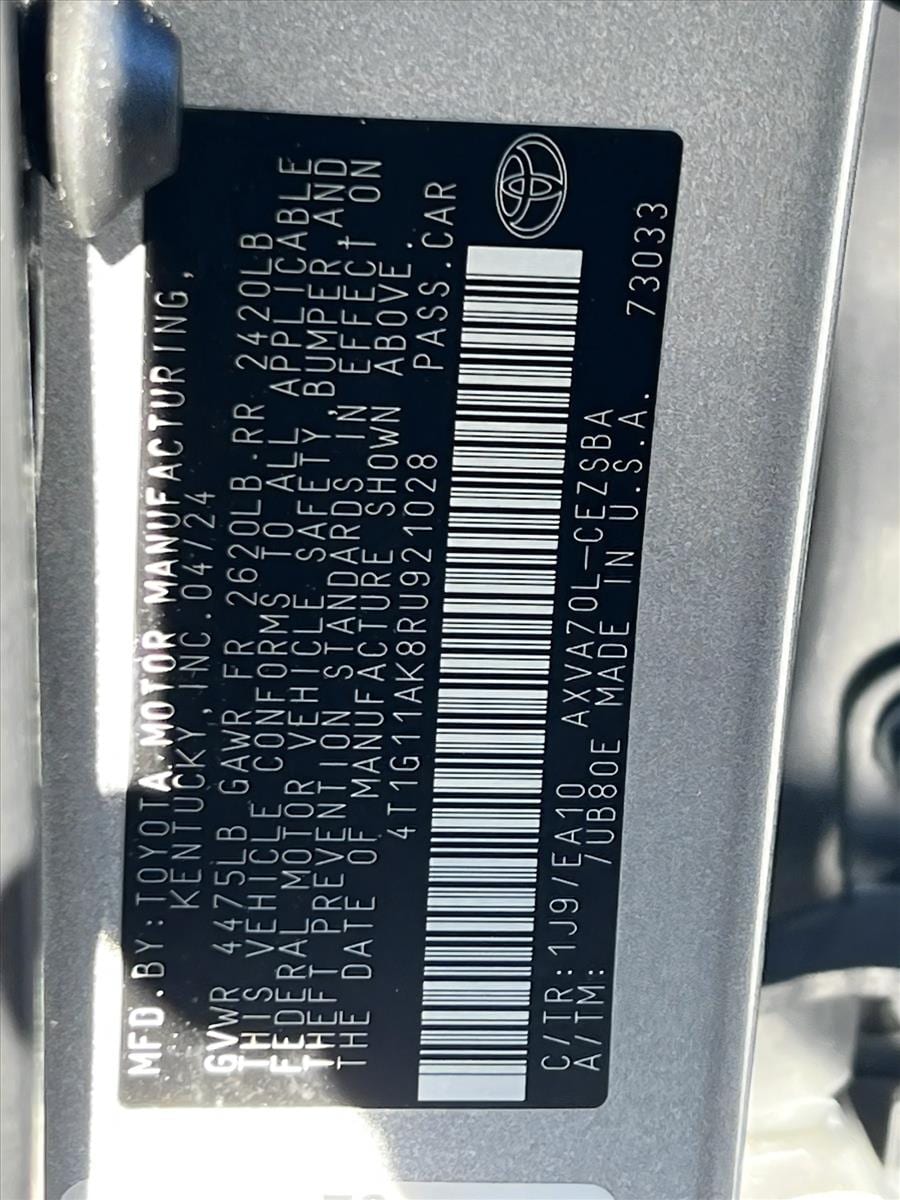 MFD.BY:TOYOTA MOTOR MANUFACTURING,
KENTUCKY,INC.04/24
GVWR 4475LB GAWR FR 2620LB RR 2420LB
THIS VEHICLE CONFORMS TO ALL APPLICABLE
FEDERAL MOTOR VEHICLE SAFETY,BUMPER,AND
THEFT PREVENTION STANDARDS IN EFFECT ON
THE DATE OF MANUFACTURE SHOWN ABOVE.
4T1G11AK8RU921028 PASS.CAR
C/TR:1J9/EA10 AXVA70L-CEZSBA
A/TM: 7UB80E MADE IN U.S.A. 73033